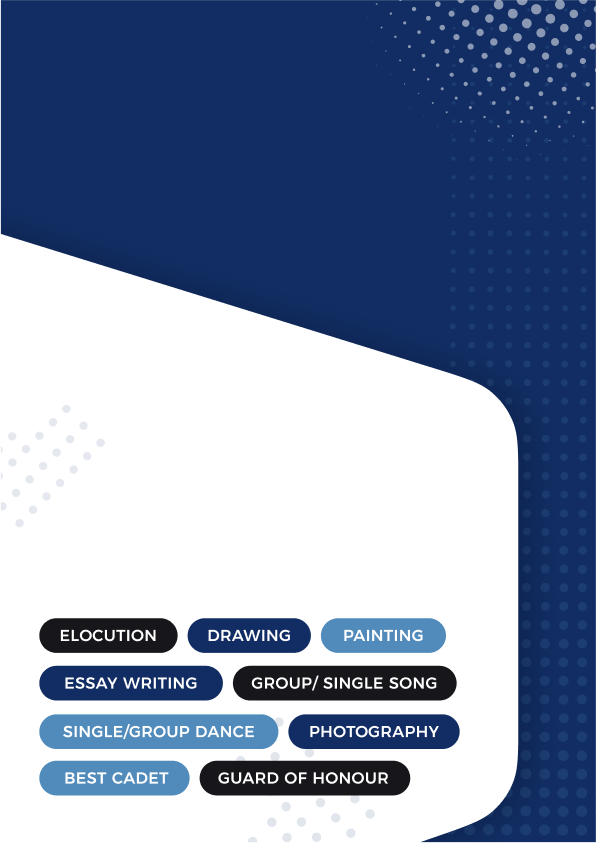 ELOCUTION DRAWING PAINTING
ESSAY WRITING GROUP/ SINGLE SONG
SINGLE/GROUP DANCE PHOTOGRAPHY
BEST CADET GUARD OF HONOUR